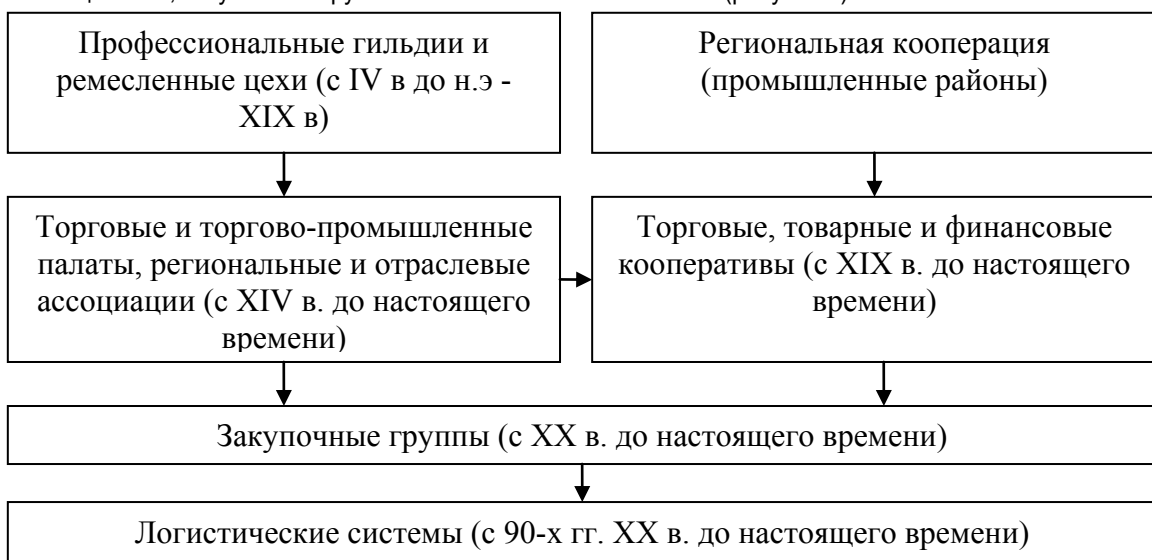 Профессиональные гильдии и
ремесленные цехи (с IV в до н.э -
XIX в)
Региональная кооперация
(промышленные районы)
Торговые и торгово-промышленные
палаты, региональные и отраслевые
ассоциации (с XIV в. до настоящего
времени)
Торговые, товарные и финансовые
кооперативы (с XIX в. до настоящего
времени)
Закупочные группы (с XX в. до настоящего времени)
Логистические системы (с 90-х гг. XX в. до настоящего времени)